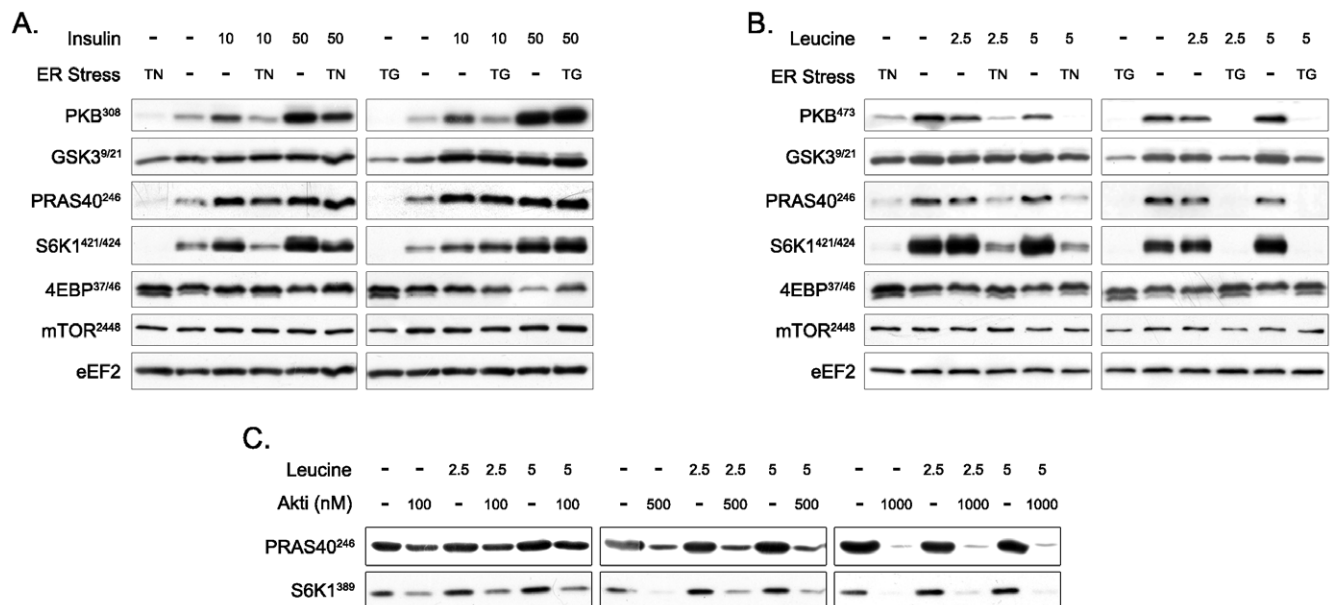 A.
Insulin - - 10 10 50 50 - - 10 10 50 50
ER Stress TN - - TN - TN TG - - TG - TG
PKB³⁰⁸
GSK3⁹/²¹
PRAS40²⁴⁶
S6K1⁴²¹/⁴²⁴
4EBP³⁷/⁴⁶
mTOR²⁴⁴⁸
eEF2
B.
Leucine - - 2.5 2.5 5 5 - - 2.5 2.5 5 5
ER Stress TN - - TN - TN TG - - TG - TG
PKB⁴⁷³
GSK3⁹/²¹
PRAS40²⁴⁶
S6K1⁴²¹/⁴²⁴
4EBP³⁷/⁴⁶
mTOR²⁴⁴⁸
eEF2
C.
Leucine - - 2.5 2.5 5 5 - - 2.5 2.5 5 5 - - 2.5 2.5 5 5
Akti (nM) - 100 - 100 - 100 - 500 - 500 - 500 - 1000 - 1000 - 1000
PRAS40²⁴⁶
S6K1³⁸⁹